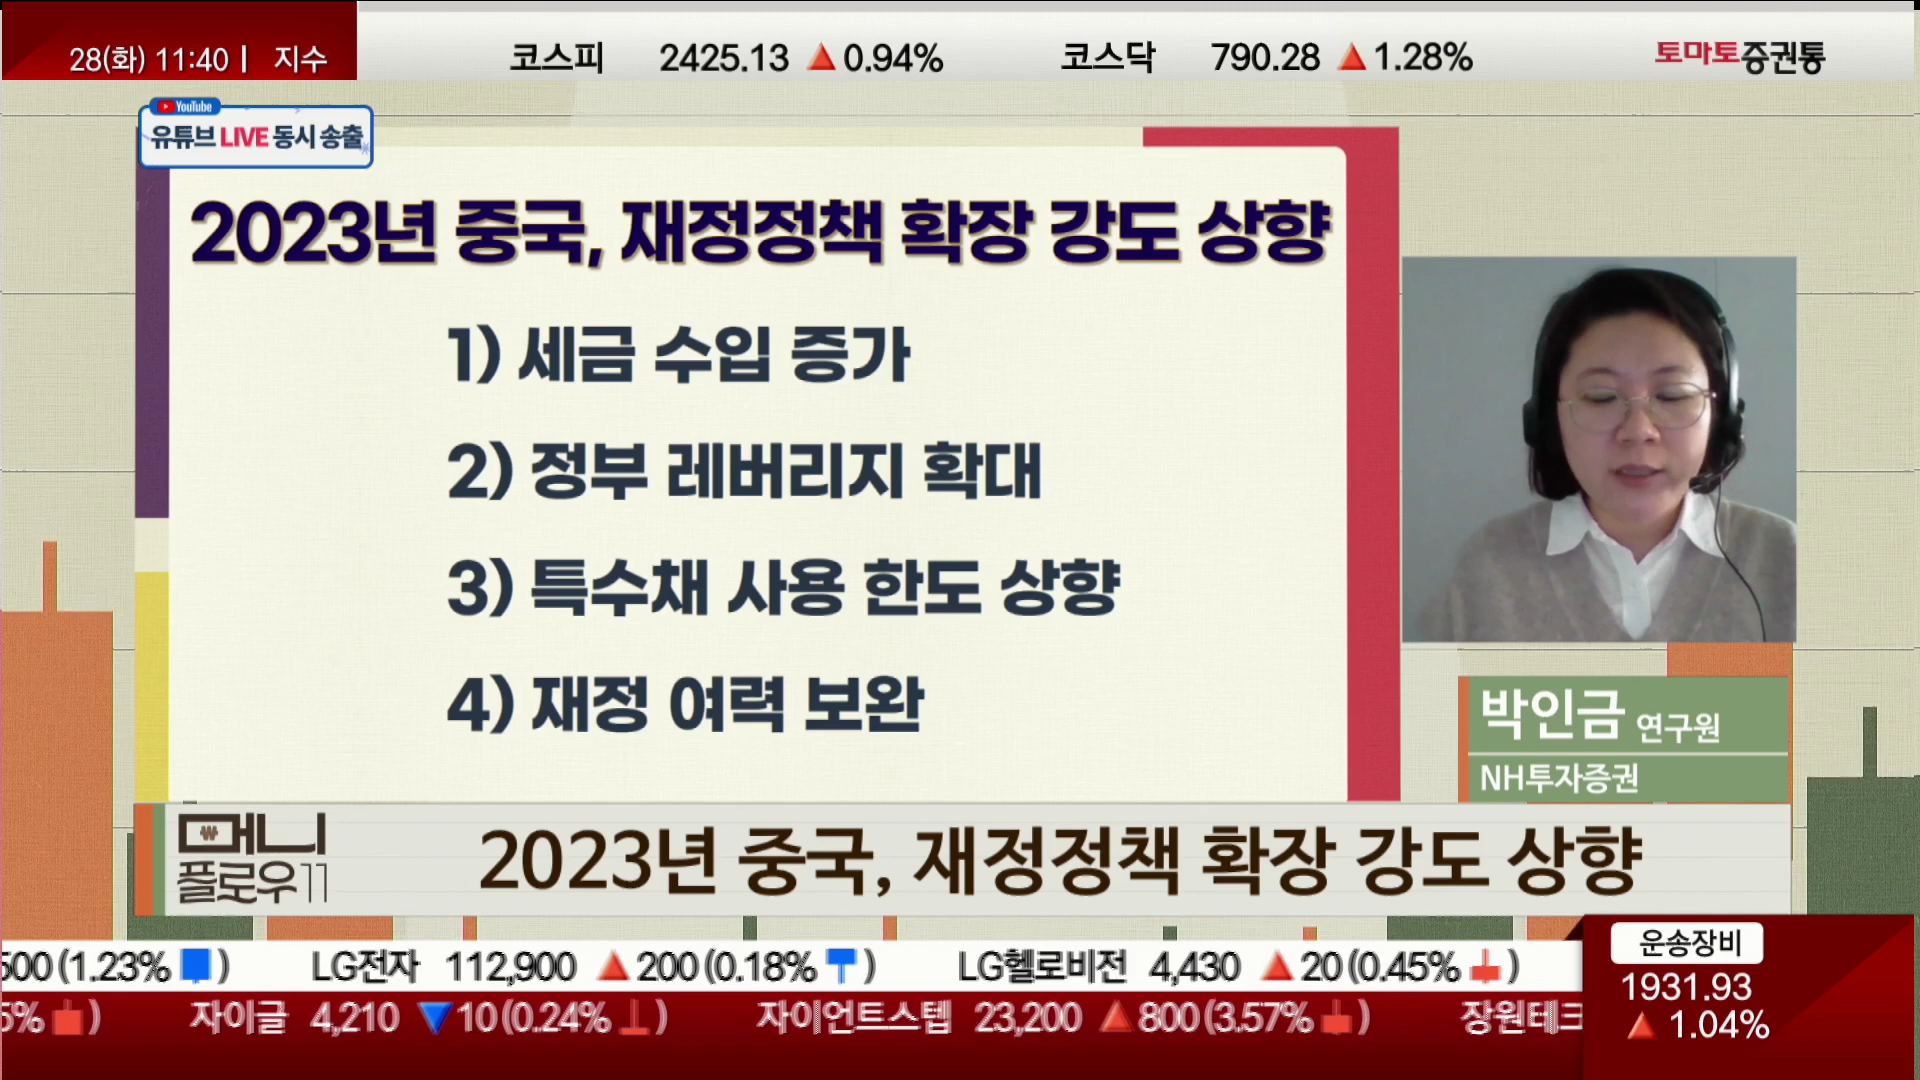 28(화) 11:40 | 지수
코스피 2425.13 ▲ 0.94% 코스닥 790.28 ▲ 1.28%
토마토증권통
YouTube
유튜브 LIVE 동시 송출
2023년 중국, 재정정책 확장 강도 상향
1) 세금 수입 증가
2) 정부 레버리지 확대
3) 특수채 사용 한도 상향
4) 재정 여력 보완
박인금 연구원
NH투자증권
머니
플로우11
2023년 중국, 재정정책 확장 강도 상향
500 (1.23% ) LG전자 112,900 ▲ 200 (0.18% ) LG헬로비전 4,430 ▲ 20 (0.45% )
5% ) 자이글 4,210 ▼ 10 (0.24% ) 자이언트스텝 23,200 ▲ 800 (3.57% ) 장원테크
운송장비
1931.93
▲ 1.04%